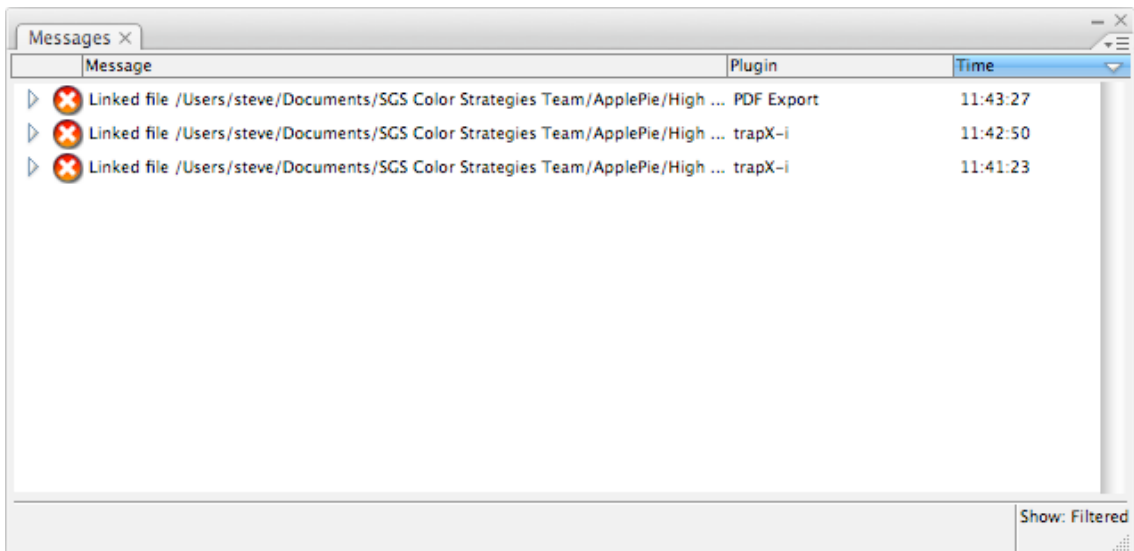 Messages
Message Plugin Time
Linked file /Users/steve/Documents/SGS Color Strategies Team/ApplePie/High ... PDF Export 11:43:27
Linked file /Users/steve/Documents/SGS Color Strategies Team/ApplePie/High ... trapX-i 11:42:50
Linked file /Users/steve/Documents/SGS Color Strategies Team/ApplePie/High ... trapX-i 11:41:23
Show: Filtered